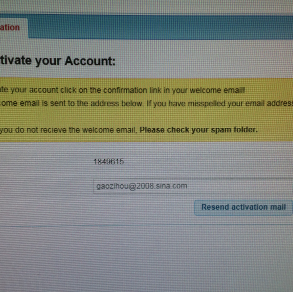 ation
tivate your Account:
te your account click on the confirmation link in your welcome email!
ome email is sent to the address below. If you have misspelled your email address
you do not recieve the welcome email, Please check your spam folder.
1849615
gaozihou@2008.sina.com
Resend activation mail